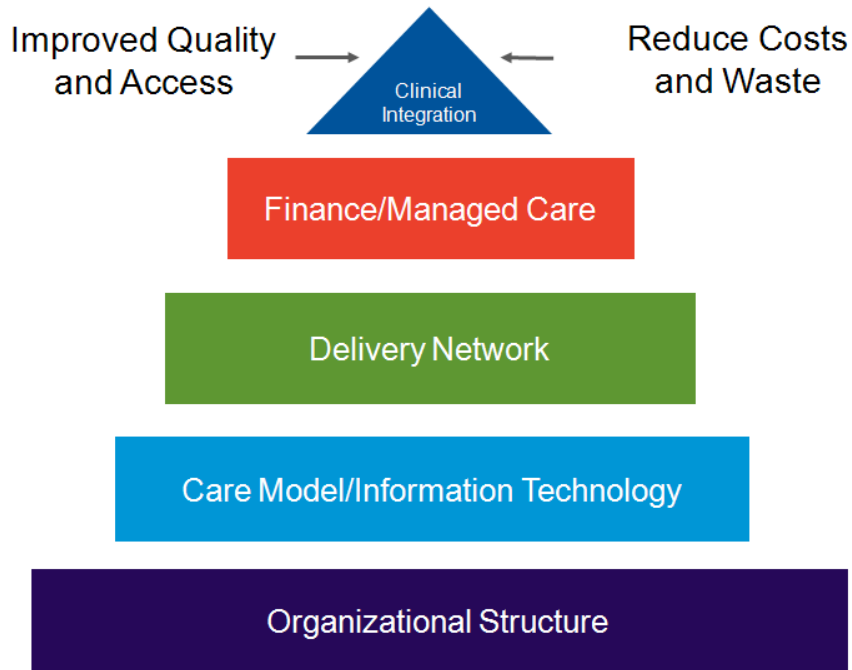 Improved Quality
and Access
Reduce Costs
and Waste
Clinical
Integration
Finance/Managed Care
Delivery Network
Care Model/Information Technology
Organizational Structure